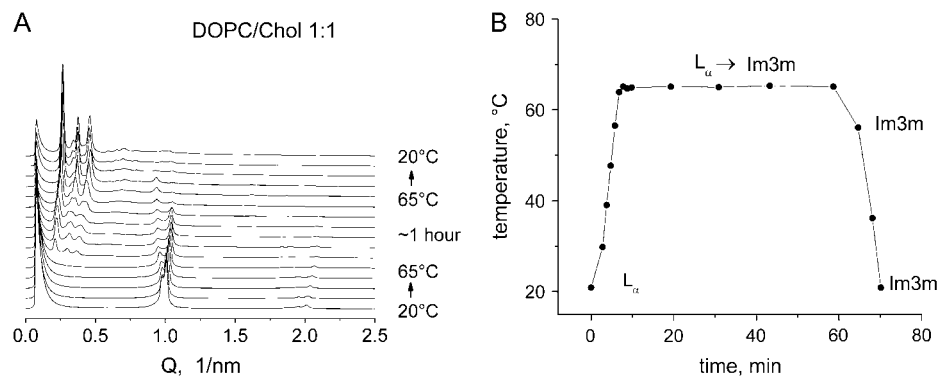 A
DOPC/Chol 1:1
20°C
65°C
~1 hour
65°C
20°C
0.0 0.5 1.0 1.5 2.0 2.5
Q, 1/nm
B
80
60
40
20
temperature, °C
Lα → Im3m
Im3m
Lα
Im3m
0 20 40 60 80
time, min